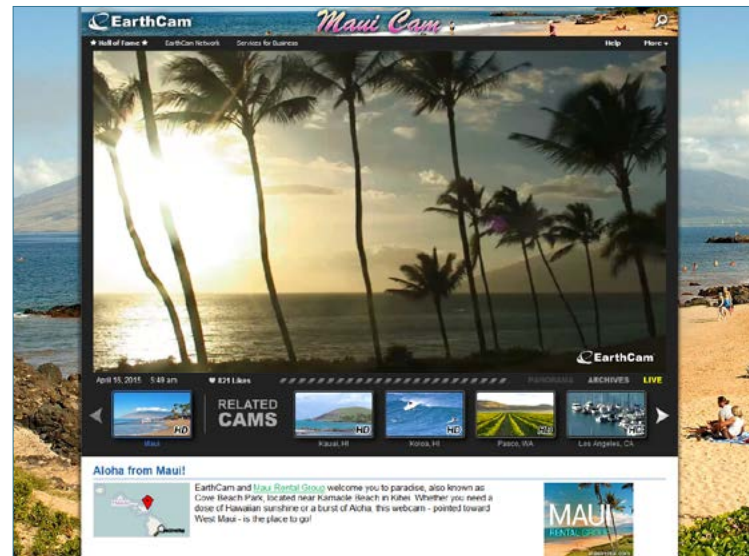 EarthCam
Maui Cam
★ Hall of Fame ★ EarthCam Network Services for Business Help More
EarthCam
April 15, 2015 5:49 am ♥ 821 Likes PANORAMA ARCHIVES LIVE
RELATED
CAMS
HD HD HD HD HD
Maui Kauai, HI Koloa, HI Pasco, WA Los Angeles, CA
Aloha from Maui!
EarthCam and Maui Rental Group welcome you to paradise, also known as
Cove Beach Park, located near Kamaole Beach in Kihei. Whether you need a
dose of Hawaiian sunshine or a burst of Aloha, this webcam - pointed toward
West Maui - is the place to go!
MAUI
RENTAL GROUP